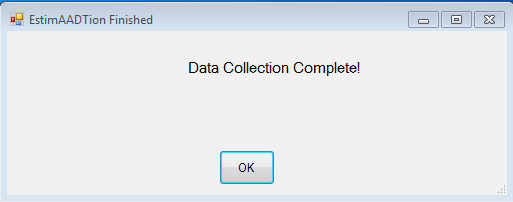 EstimAADTion Finished
Data Collection Complete!
OK